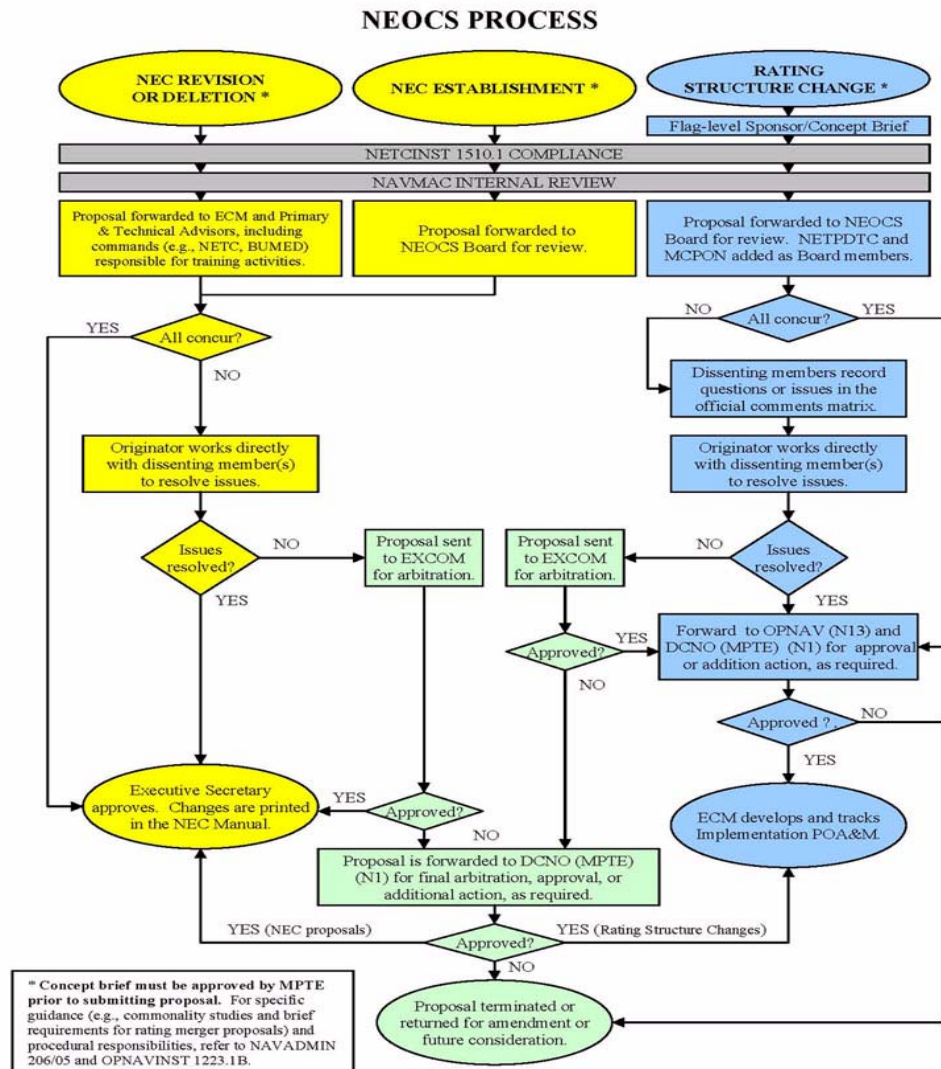 NEOCS PROCESS
NEC REVISION
OR DELETION *
NEC ESTABLISHMENT *
RATING
STRUCTURE CHANGE *
Flag-level Sponsor/Concept Brief
NETCINST 1510.1 COMPLIANCE
NAVMAC INTERNAL REVIEW
Proposal forwarded to ECM and Primary
& Technical Advisors, including
commands (e.g., NETC, BUMED)
responsible for training activities.
Proposal forwarded to
NEOCS Board for review.
Proposal forwarded to NEOCS
Board for review. NETPDTC and
MCPON added as Board members.
YES
All concur?
NO
NO
All concur?
YES
Dissenting members record
questions or issues in the
official comments matrix.
Originator works directly
with dissenting member(s)
to resolve issues.
Originator works directly
with dissenting member(s)
to resolve issues.
Issues
resolved?
NO
YES
Proposal sent
to EXCOM
for arbitration.
Proposal sent
to EXCOM
for arbitration.
NO
Issues
resolved?
YES
Approved?
YES
NO
Forward to OPNAV (N13) and
DCNO (MPTE) (N1) for approval
or addition action, as required.
Approved ?.
NO
YES
Executive Secretary
approves. Changes are printed
in the NEC Manual.
YES
Approved?
NO
ECM develops and tracks
Implementation POA&M.
Proposal is forwarded to DCNO (MPTE)
(N1) for final arbitration, approval, or
additional action, as required.
YES (NEC proposals)
Approved?
YES (Rating Structure Changes)
NO
Proposal terminated or
returned for amendment or
future consideration.
* Concept brief must be approved by MPTE
prior to submitting proposal. For specific
guidance (e.g., commonality studies and brief
requirements for rating merger proposals) and
procedural responsibilities, refer to NAVADMIN
206/05 and OPNAVINST 1223.1B.